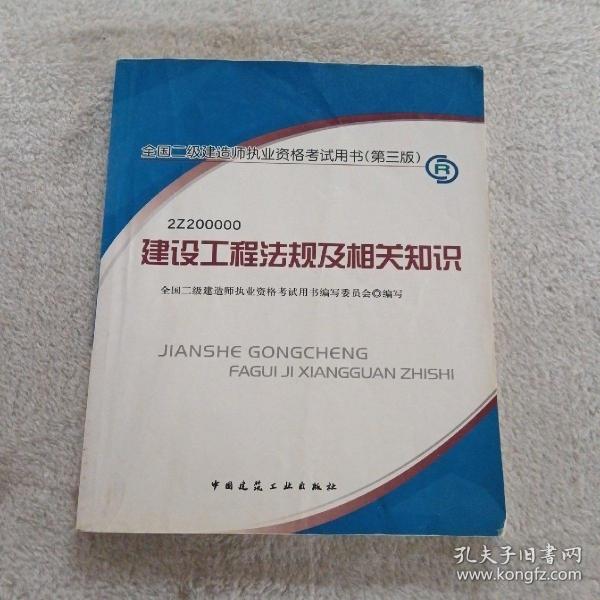 全国二级建造师执业资格考试用书(第三版)
R
2Z200000
建设工程法规及相关知识
全国二级建造师执业资格考试用书编写委员会◎编写
JIANSHE GONGCHENG
FAGUI JI XIANGGUAN ZHISHI
中国建筑工业出版社
孔夫子旧書网
www.kongfz.com